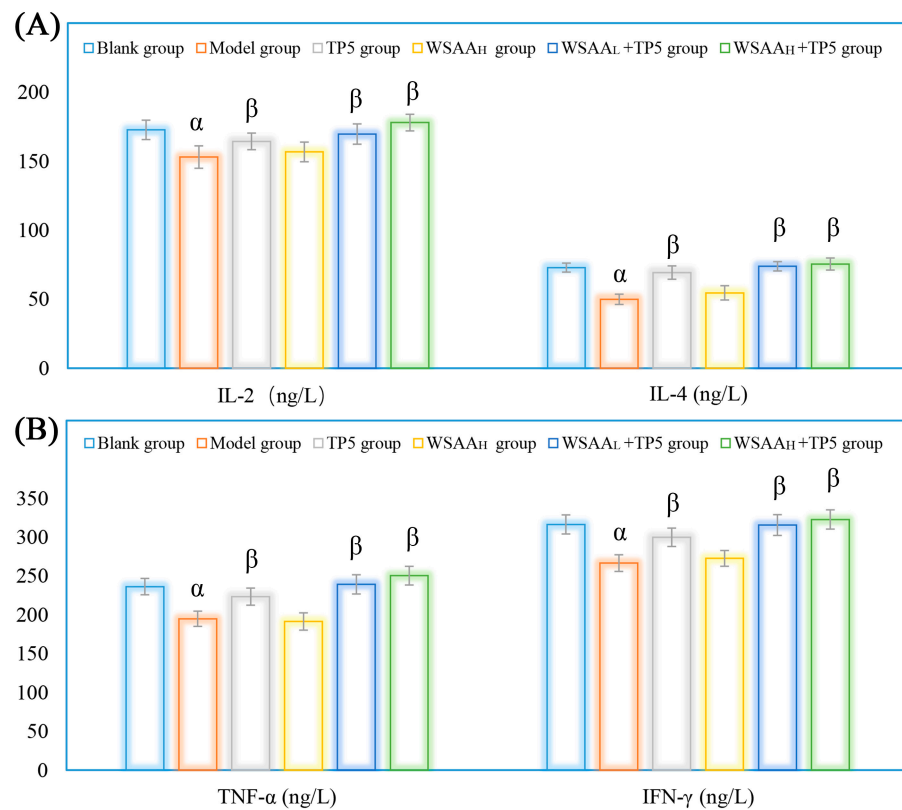 (A)
Blank group Model group TP5 group WSAAH group WSAAL+TP5 group WSAAH+TP5 group
200
150
100
50
0
α β β β
α β β β
IL-2 （ng/L） IL-4 (ng/L)
(B)
Blank group Model group TP5 group WSAAH group WSAAL+TP5 group WSAAH+TP5 group
350
300
250
200
150
100
50
0
α β β β
α β β β
TNF-α (ng/L) IFN-γ (ng/L)